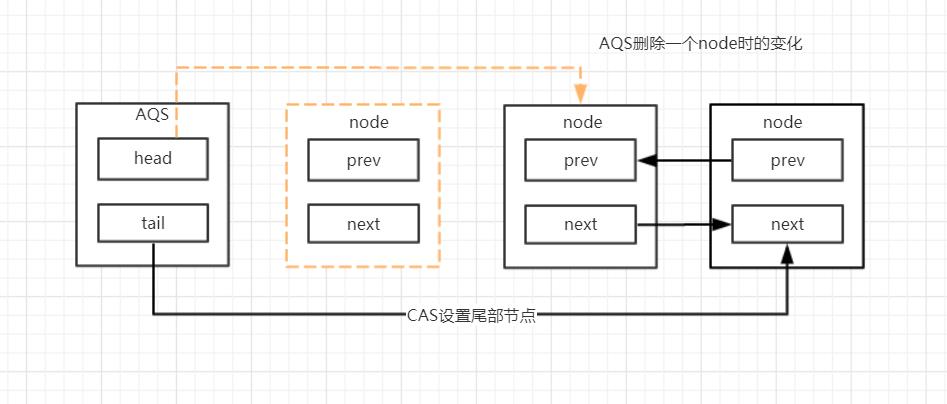 AQS删除一个node时的变化
AQS
head
tail
node
prev
next
node
prev
next
node
prev
next
CAS设置尾部节点